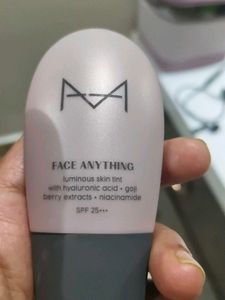 FACE ANYTHING
luminous skin tint
with hyaluronic acid • goji
berry extracts • niacinamide
SPF 25+++